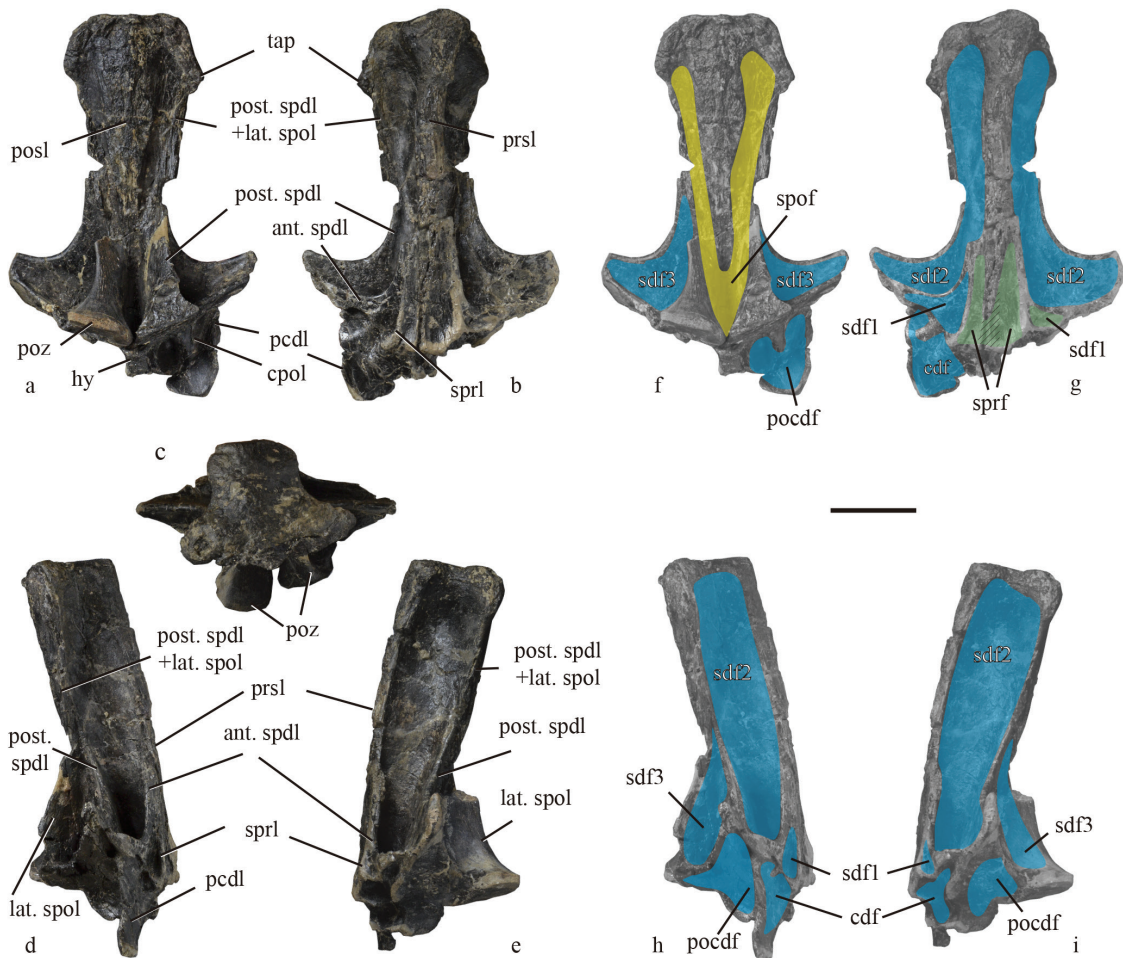 tap
post. spdl
+lat. spol
posl
prsl
post. spdl
ant. spdl
poz
pcdl
hy
cpol
sprl
a
b
spof
sdf3
sdf3
sdf2
sdf2
sdf1
sdf1
cdf
sprf
pocdf
f
g
c
poz
post. spdl
+lat. spol
prsl
post. spdl
+lat. spol
post.
spdl
ant. spdl
post. spdl
lat. spol
sprl
lat. spol
pcdl
d
e
sdf2
sdf2
sdf3
sdf3
sdf1
cdf
pocdf
pocdf
h
i